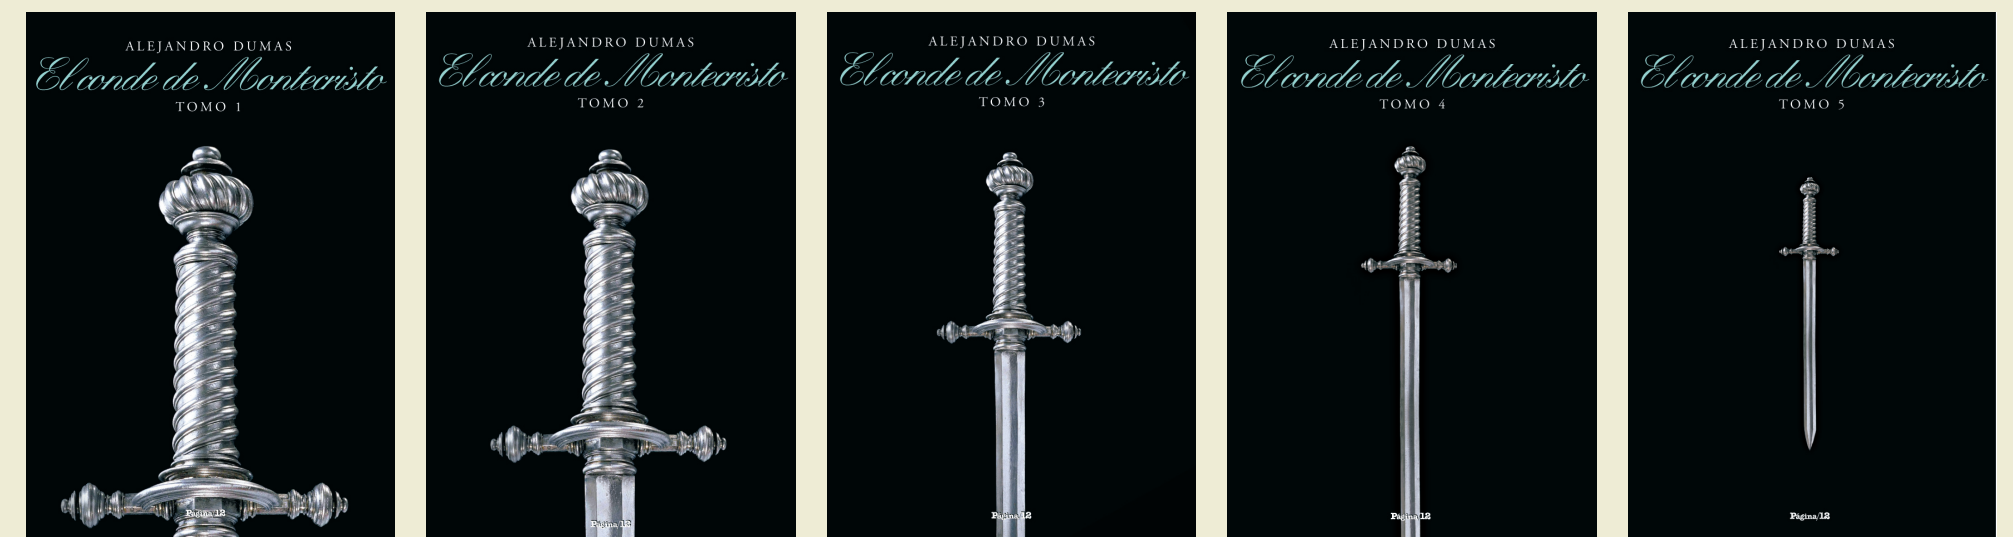 ALEJANDRO DUMAS
El conde de Montecristo
TOMO 1
Página/12
ALEJANDRO DUMAS
El conde de Montecristo
TOMO 2
Página/12
ALEJANDRO DUMAS
El conde de Montecristo
TOMO 3
Página/12
ALEJANDRO DUMAS
El conde de Montecristo
TOMO 4
Página/12
ALEJANDRO DUMAS
El conde de Montecristo
TOMO 5
Página/12